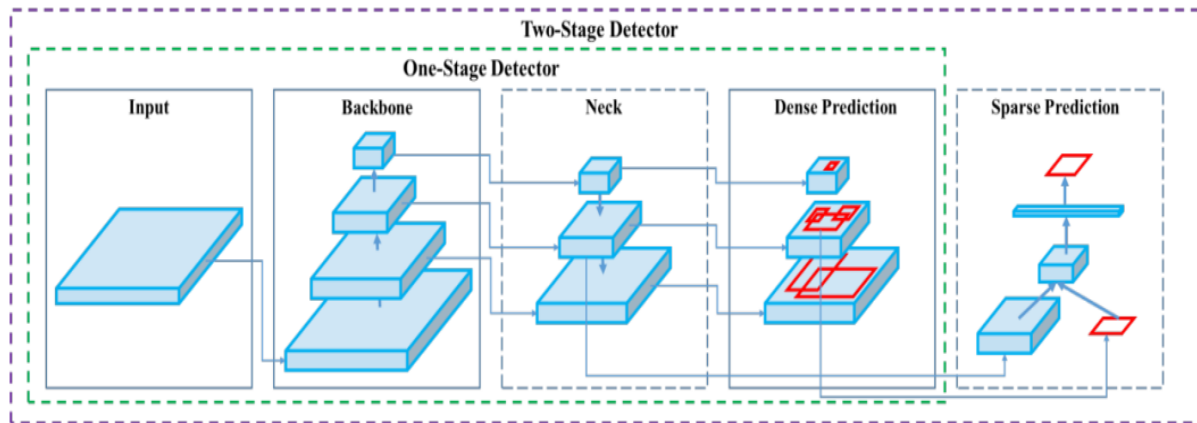 Two-Stage Detector
One-Stage Detector
Input
Backbone
Neck
Dense Prediction
Sparse Prediction